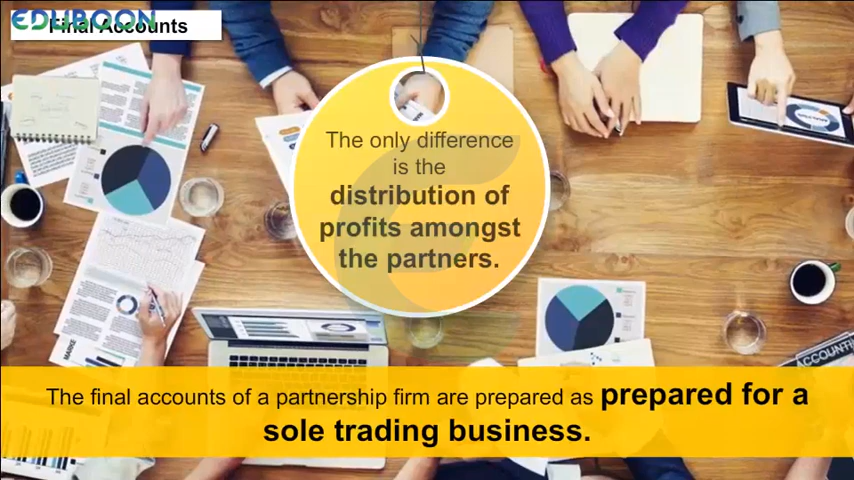 EDUBOON
Final Accounts
The only difference
is the
distribution of
profits amongst
the partners.
ACCOUNTI
The final accounts of a partnership firm are prepared as prepared for a
sole trading business.